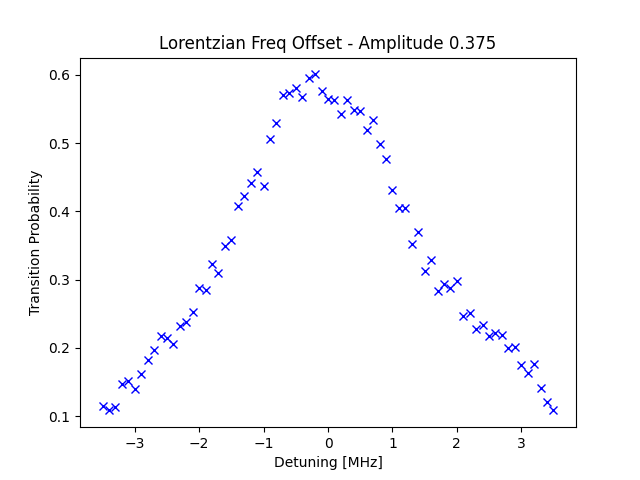 Lorentzian Freq Offset - Amplitude 0.375
0.6
0.5
0.4
0.3
0.2
0.1
Transition Probability
−3 −2 −1 0 1 2 3
Detuning [MHz]